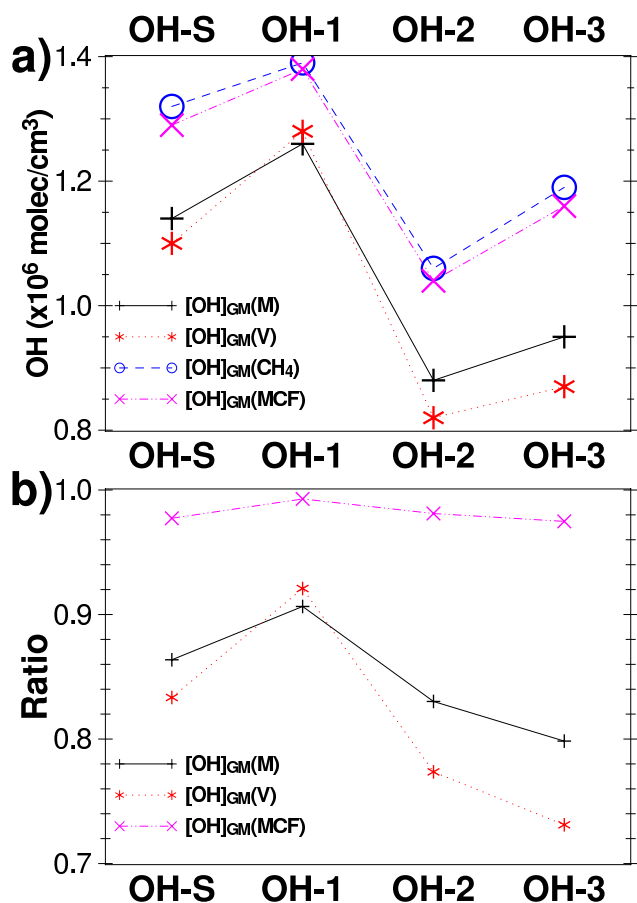 OH-S OH-1 OH-2 OH-3
a)
1.4
1.2
1.0
0.8
OH (x10⁶ molec/cm³)
[OH]GM(M)
[OH]GM(V)
[OH]GM(CH₄)
[OH]GM(MCF)
OH-S OH-1 OH-2 OH-3
b)
1.0
0.9
0.8
0.7
Ratio
[OH]GM(M)
[OH]GM(V)
[OH]GM(MCF)
OH-S OH-1 OH-2 OH-3